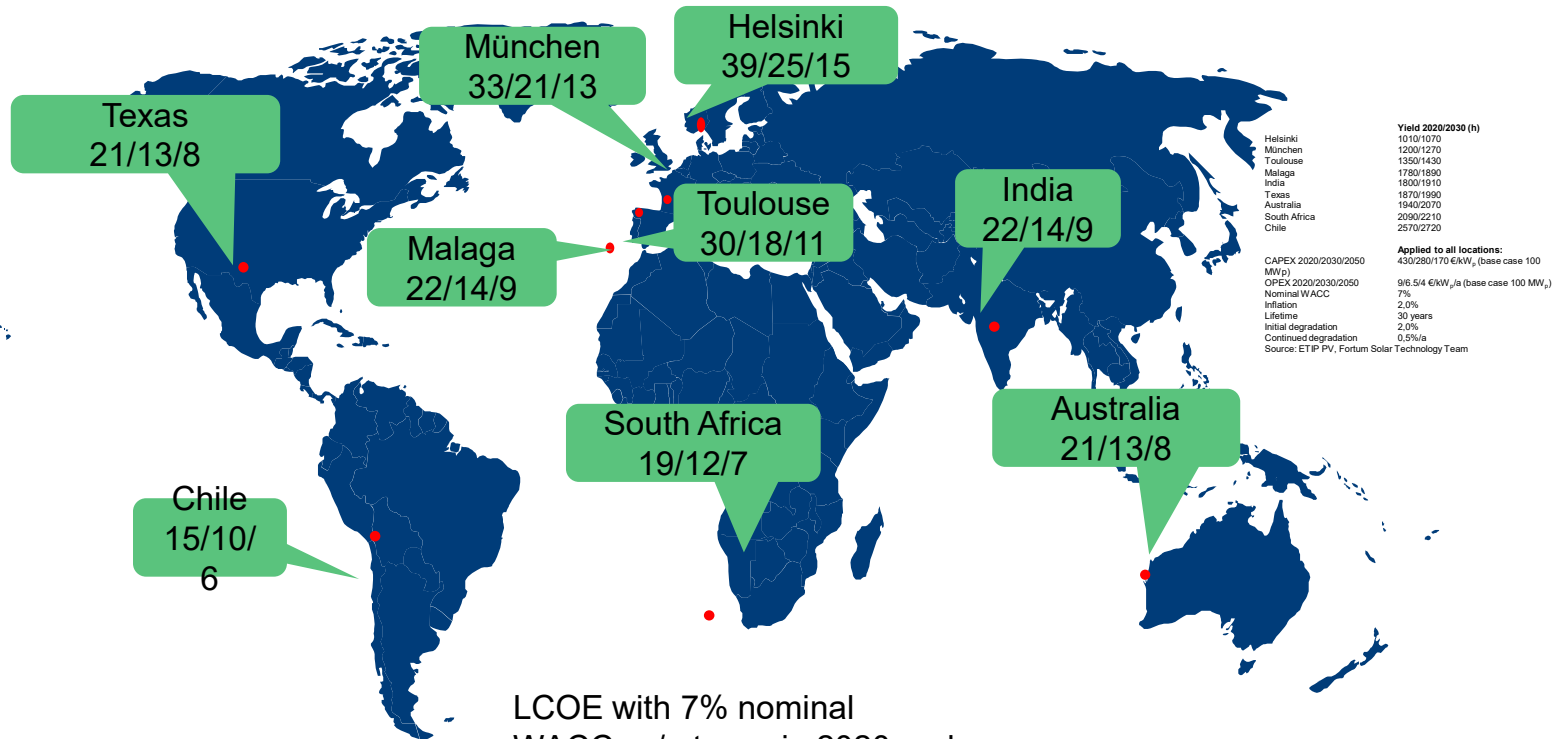 Helsinki
39/25/15
München
33/21/13
Texas
21/13/8
Toulouse
30/18/11
India
22/14/9
Malaga
22/14/9
South Africa
19/12/7
Australia
21/13/8
Chile
15/10/
6
Yield 2020/2030 (h)
Helsinki 1010/1070
München 1200/1270
Toulouse 1350/1430
Malaga 1780/1890
India 1800/1910
Texas 1870/1990
Australia 1940/2070
South Africa 2090/2210
Chile 2570/2720
Applied to all locations:
CAPEX 2020/2030/2050 430/280/170 €/kWp (base case 100
MWp)
OPEX 2020/2030/2050 9/6.5/4 €/kWp/a (base case 100 MWp)
Nominal WACC 7%
Inflation 2,0%
Lifetime 30 years
Initial degradation 2,0%
Continued degradation 0,5%/a
Source: ETIP PV, Fortum Solar Technology Team
LCOE with 7% nominal